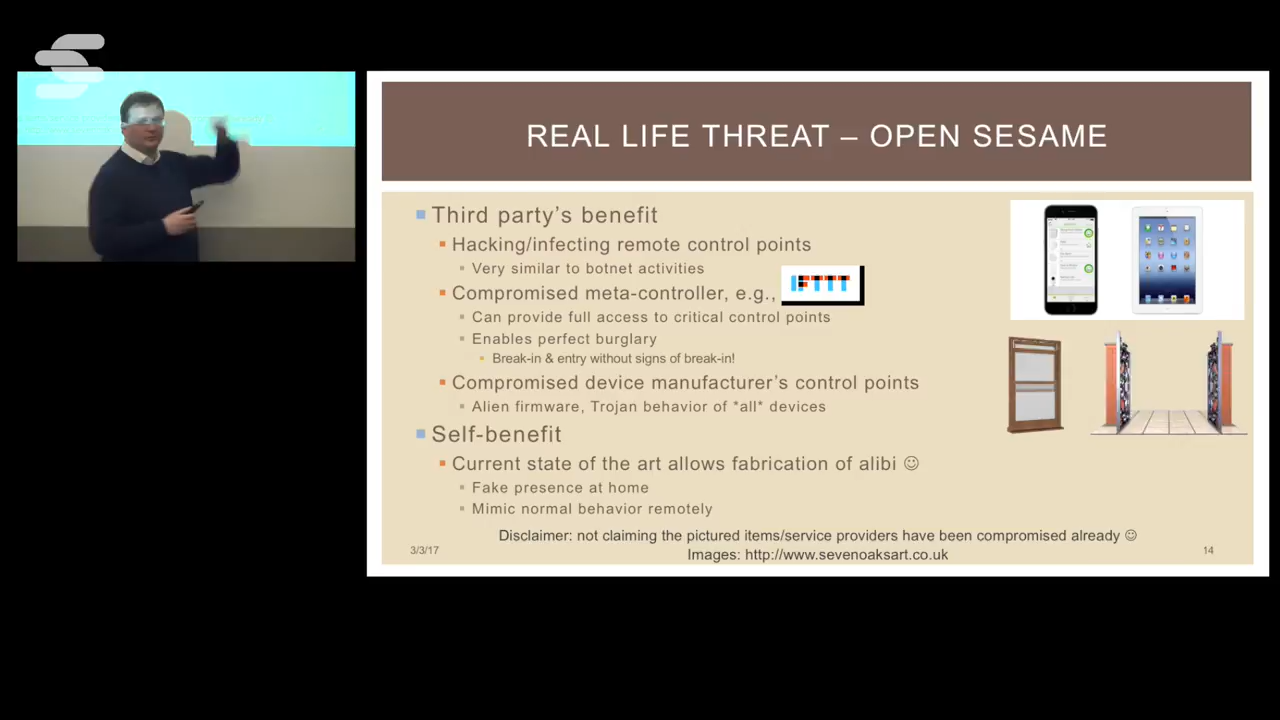 REAL LIFE THREAT – OPEN SESAME
Third party's benefit
Hacking/infecting remote control points
Very similar to botnet activities
Compromised meta-controller, e.g., IFTTT
Can provide full access to critical control points
Enables perfect burglary
Break-in & entry without signs of break-in!
Compromised device manufacturer's control points
Alien firmware, Trojan behavior of *all* devices
Self-benefit
Current state of the art allows fabrication of alibi ☺
Fake presence at home
Mimic normal behavior remotely
Disclaimer: not claiming the pictured items/service providers have been compromised already ☺
3/3/17
Images: http://www.sevenoaksart.co.uk
14